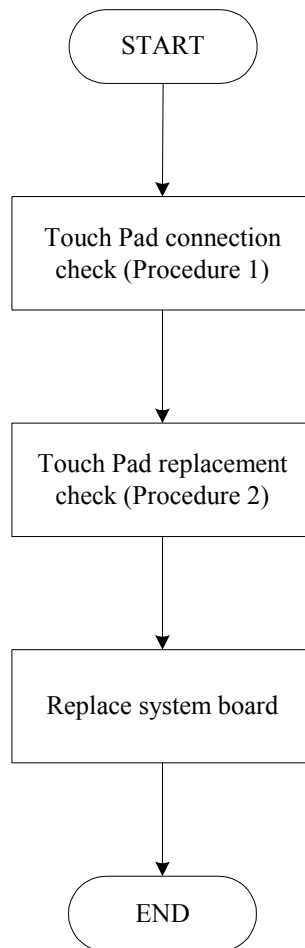 START
Touch Pad connection
check (Procedure 1)
Touch Pad replacement
check (Procedure 2)
Replace system board
END